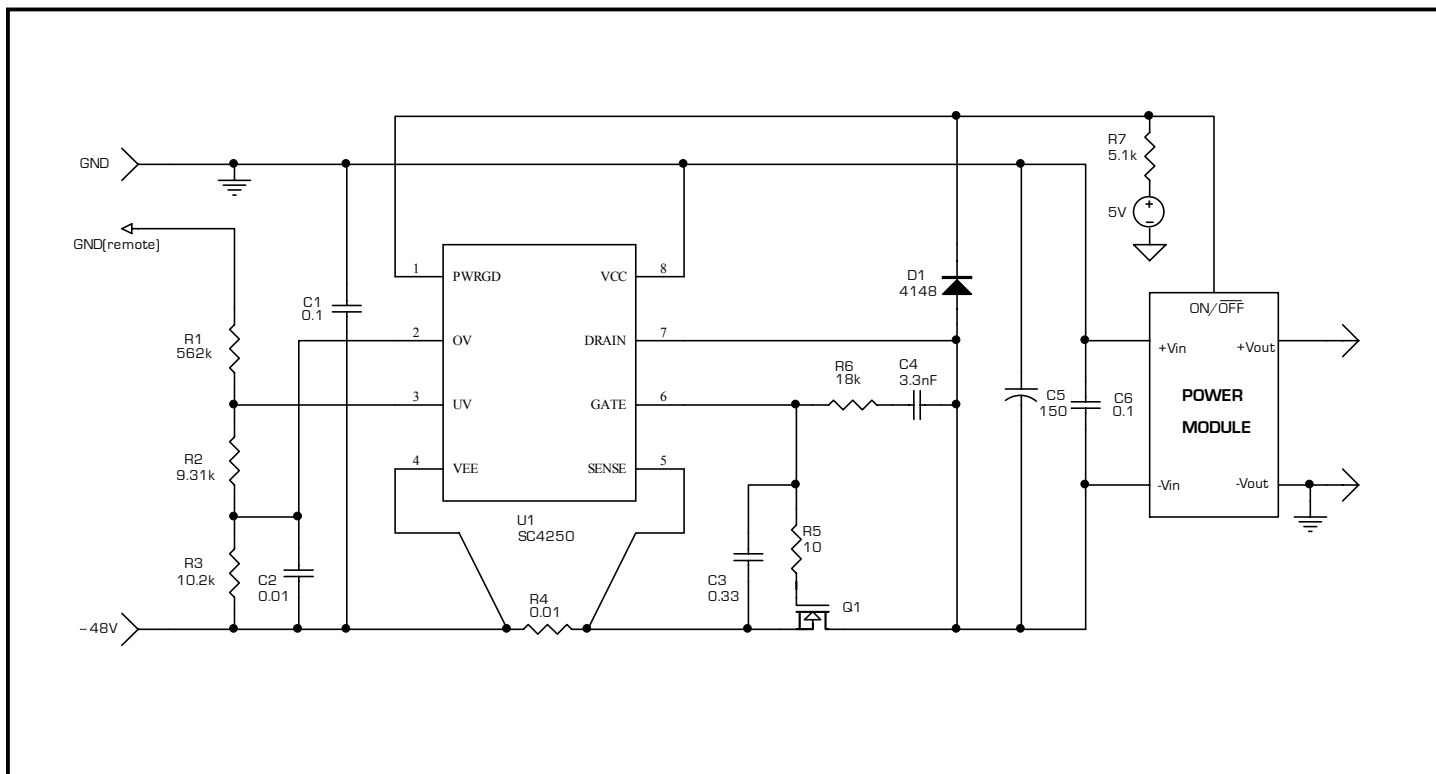 R7
5.1k
GND
5V
GND(remote)
1
PWRGD
VCC
8
D1
4148
C1
0.1
ON/OFF
2
OV
DRAIN
7
R1
562k
+Vin
+Vout
R6
18k
C4
3.3nF
3
UV
GATE
6
C5
150
C6
0.1
POWER
MODULE
R2
9.31k
4
VEE
SENSE
5
-Vin
-Vout
U1
SC4250
R5
10
R3
10.2k
C2
0.01
C3
0.33
R4
0.01
Q1
-48V